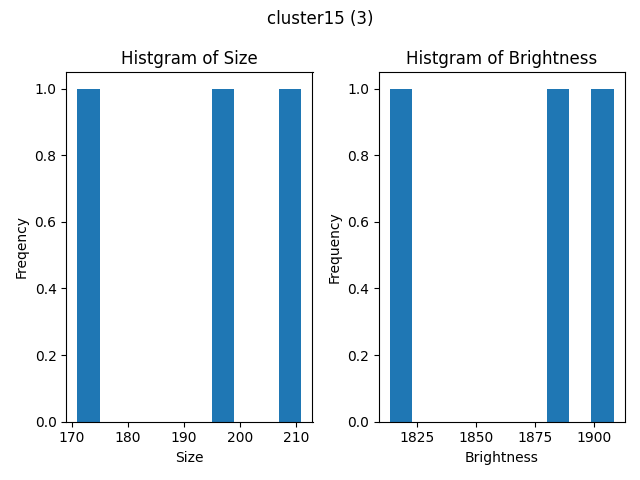 cluster15 (3)
Histgram of Size
Histgram of Brightness
1.0
0.8
0.6
0.4
0.2
0.0
Freqency
170 180 190 200 210
Size
1.0
0.8
0.6
0.4
0.2
0.0
Frequency
1825 1850 1875 1900
Brightness